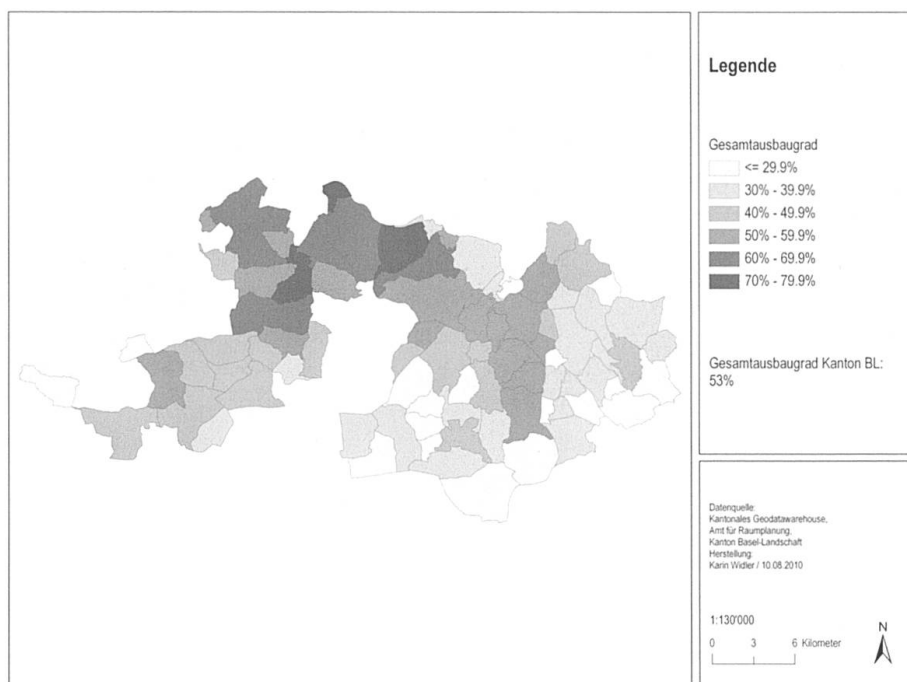 Legende
Gesamtausbaugrad
<= 29.9%
30% - 39.9%
40% - 49.9%
50% - 59.9%
60% - 69.9%
70% - 79.9%
Gesamtausbaugrad Kanton BL:
53%
Datenquelle:
Kantonales Geodatawarehouse,
Amt für Raumplanung,
Kanton Basel-Landschaft
Herstellung:
Karin Widler / 10.08.2010
1:130'000
0 3 6 Kilometer
N